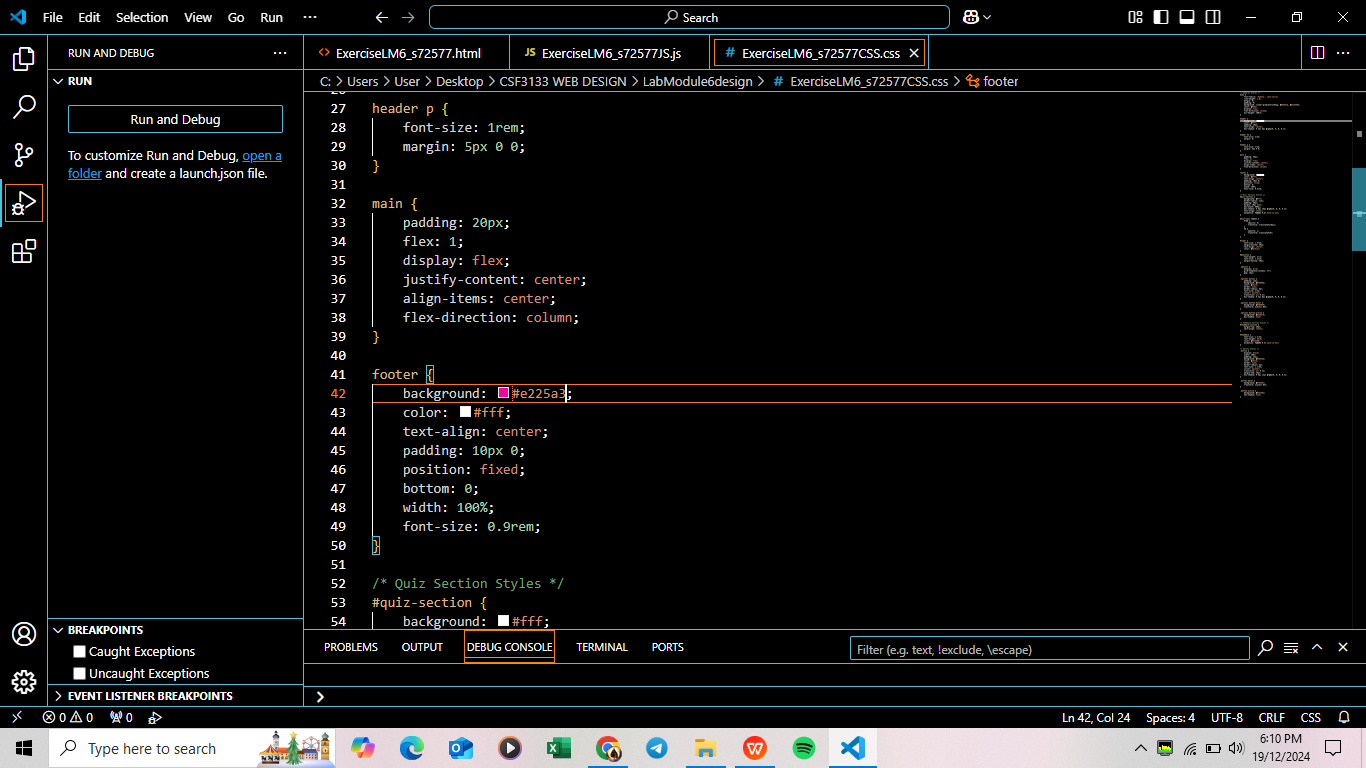 File Edit Selection View Go Run ··· Search
RUN AND DEBUG ···
ExerciseLM6_s72577.html JS ExerciseLM6_s72577JS.js # ExerciseLM6_s72577CSS.css
RUN
C: > Users > User > Desktop > CSF3133 WEB DESIGN > LabModule6design > # ExerciseLM6_s72577CSS.css > footer
Run and Debug
To customize Run and Debug, open a
folder and create a launch.json file.
27 header p {
28 font-size: 1rem;
29 margin: 5px 0 0;
30 }
31
32 main {
33 padding: 20px;
34 flex: 1;
35 display: flex;
36 justify-content: center;
37 align-items: center;
38 flex-direction: column;
39 }
40
41 footer {
42 background: #e225a3;
43 color: #fff;
44 text-align: center;
45 padding: 10px 0;
46 position: fixed;
47 bottom: 0;
48 width: 100%;
49 font-size: 0.9rem;
50 }
51
52 /* Quiz Section Styles */
53 #quiz-section {
54 background: #fff;
BREAKPOINTS
Caught Exceptions
Uncaught Exceptions
EVENT LISTENER BREAKPOINTS
PROBLEMS OUTPUT DEBUG CONSOLE TERMINAL PORTS
Filter (e.g. text, !exclude, \escape)
0 0 0 Ln 42, Col 24 Spaces: 4 UTF-8 CRLF CSS
Type here to search
6:10 PM
19/12/2024